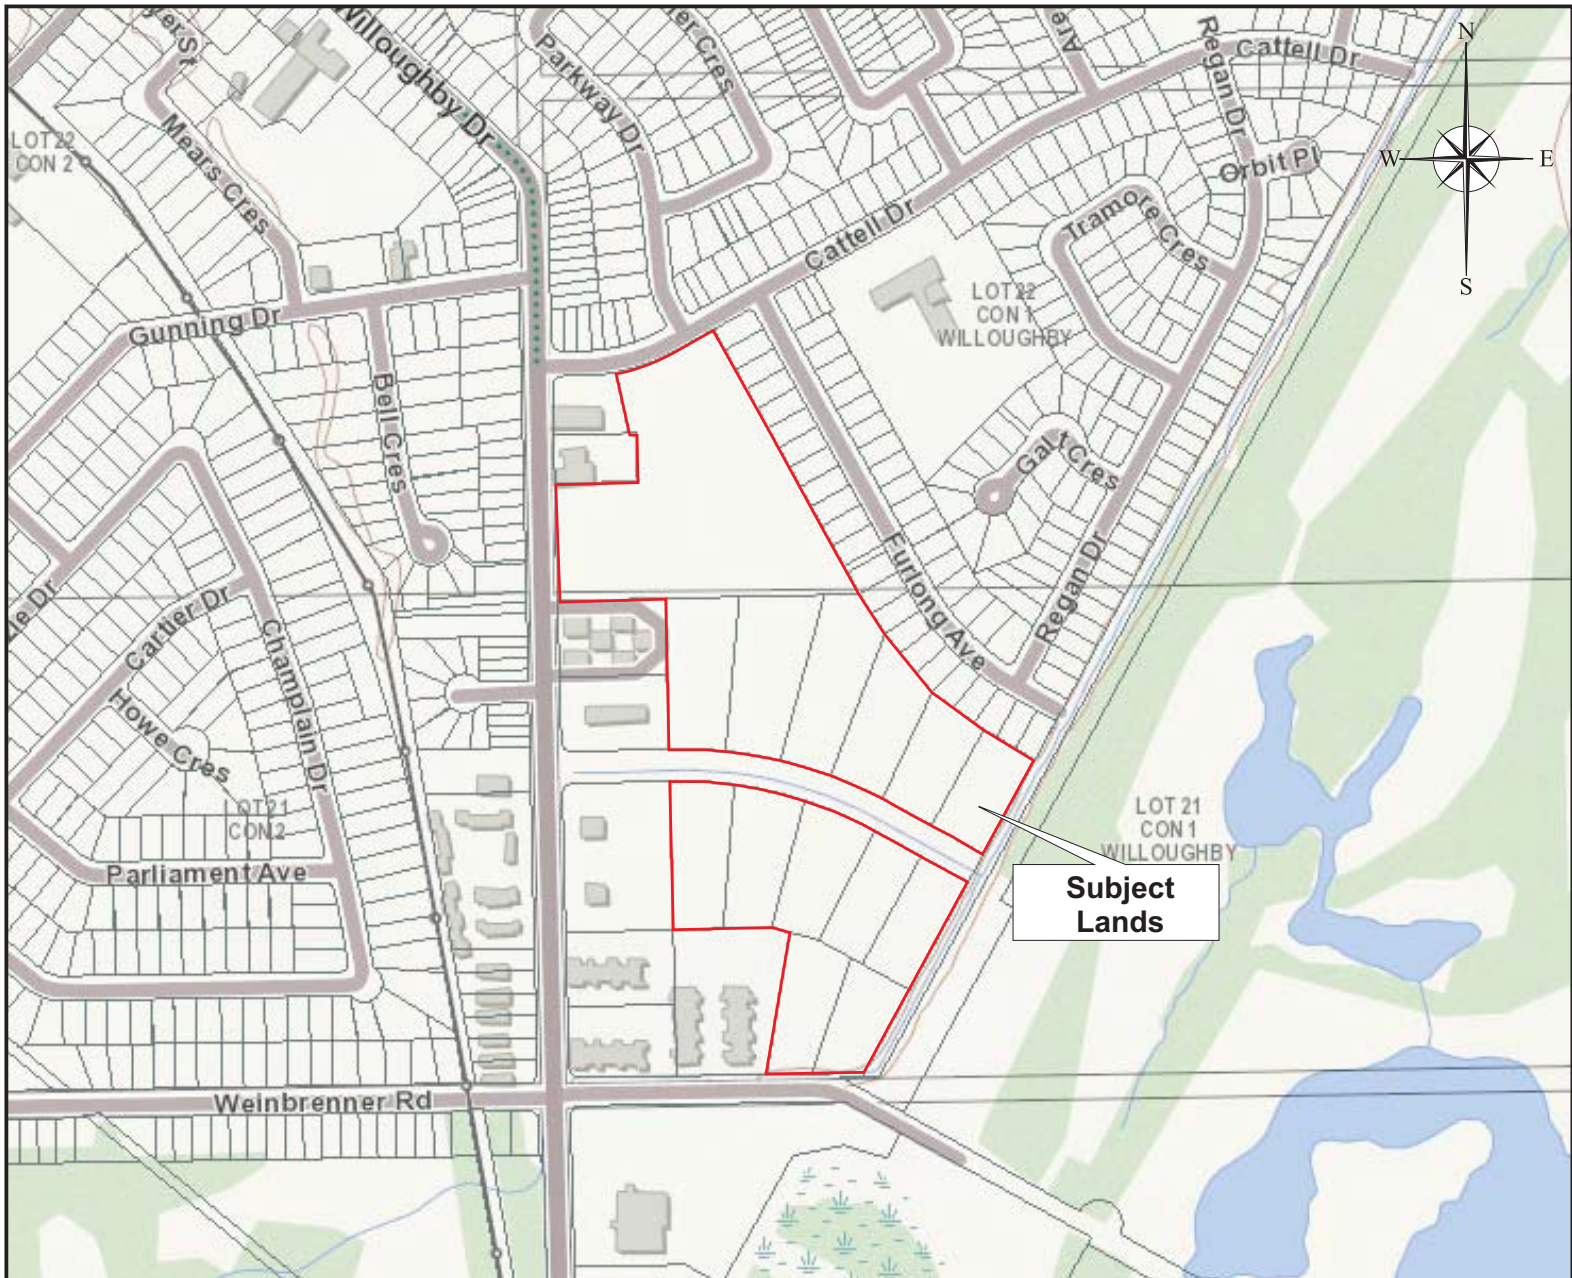 Willoughby Dr
Parkway Dr
Cattell Dr
Regan Dr
Orbit Pl
N
W
E
S
LOT 22
CON 2
Mears Cres
Tramore Cres
Cattell Dr
LOT 22
CON 1
WILLOUGHBY
Gunning Dr
Bell Cres
Galt Cres
Furlong Ave
Regan Dr
Cartier Dr
Champlain Dr
Howe Cres
LOT 21
CON 2
LOT 21
CON 1
WILLOUGHBY
Parliament Ave
Subject
Lands
Weinbrenner Rd